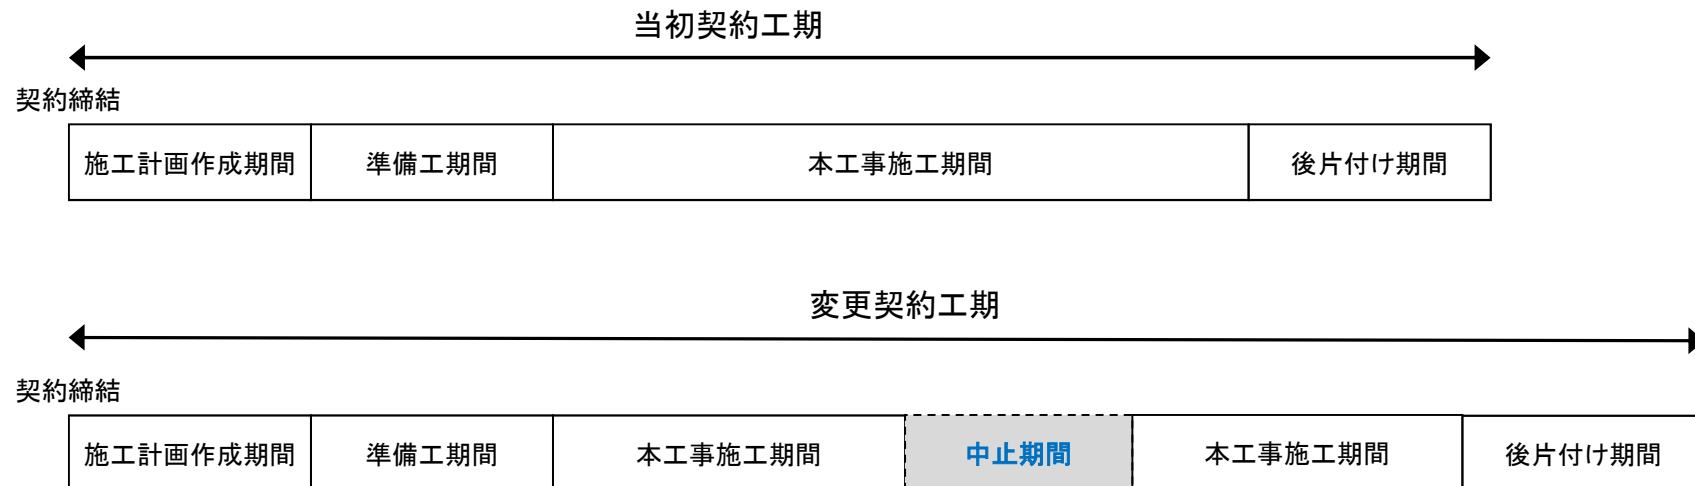 当初契約工期
契約締結
施工計画作成期間 準備工期間 本工事施工期間 後片付け期間
変更契約工期
契約締結
施工計画作成期間 準備工期間 本工事施工期間 中止期間 本工事施工期間 後片付け期間